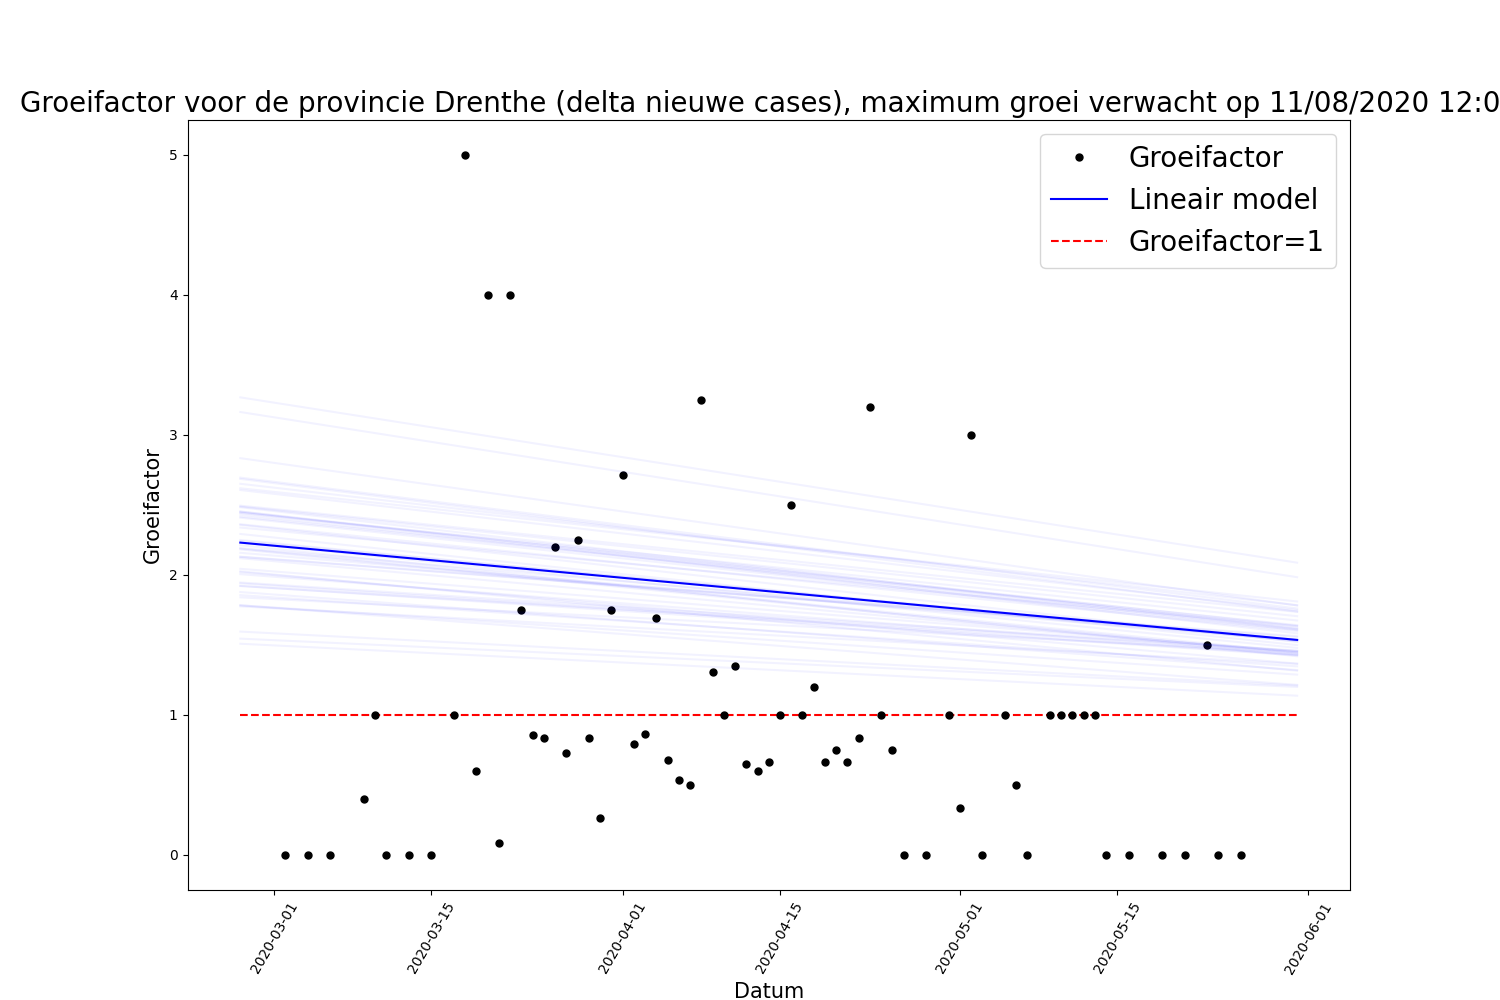 Groeifactor voor de provincie Drenthe (delta nieuwe cases), maximum groei verwacht op 11/08/2020 12:0
Groeifactor
Lineair model
Groeifactor=1
Groeifactor
5
4
3
2
1
0
2020-03-01
2020-03-15
2020-04-01
2020-04-15
2020-05-01
2020-05-15
2020-06-01
Datum